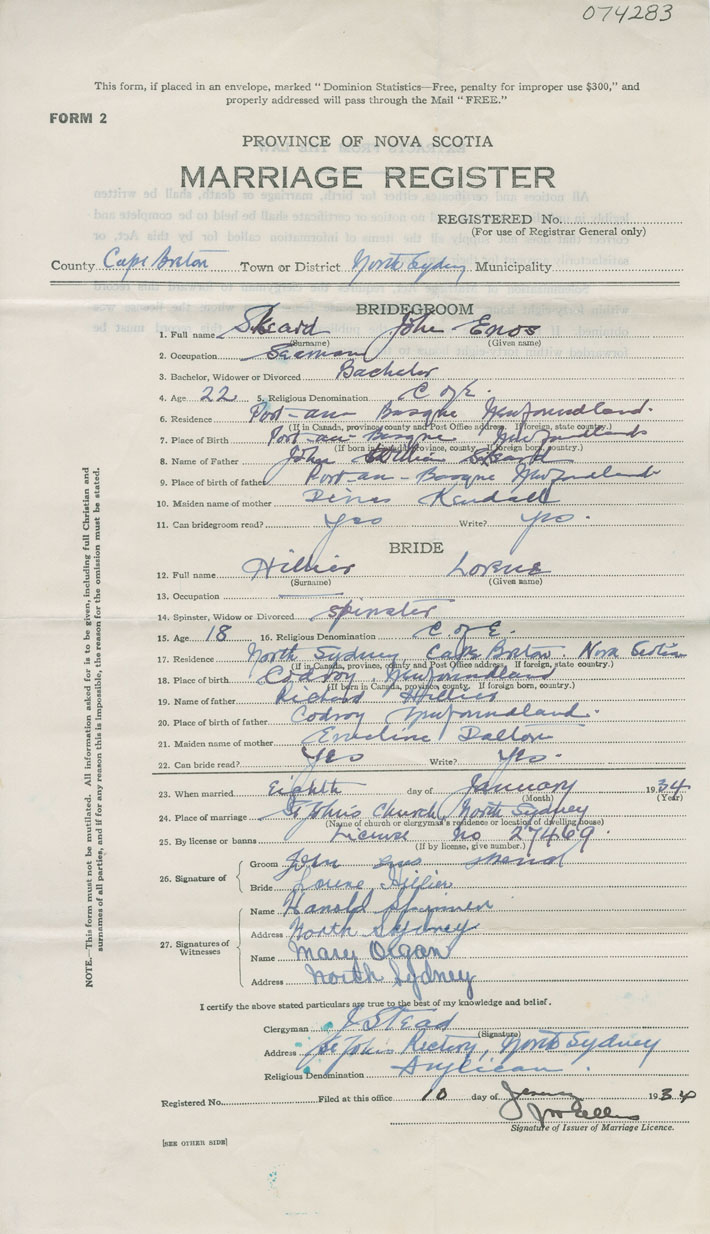 074283
This form, if placed in an envelope, marked "Dominion Statistics—Free, penalty for improper use $300," and
properly addressed will pass through the Mail "FREE."
FORM 2
PROVINCE OF NOVA SCOTIA
MARRIAGE REGISTER
REGISTERED No.
(For use of Registrar General only)
County Cape Breton Town or District North Sydney Municipality
BRIDEGROOM
1. Full name Skeard John Enos
(Surname) (Given name)
2. Occupation Seaman
3. Bachelor, Widower or Divorced Bachelor
4. Age 22 5. Religious Denomination C of E.
6. Residence Port-au-Basque Newfoundland.
(If in Canada, province, county and Post Office address. If foreign, state country.)
7. Place of Birth Port-au-Basque Newfoundland
(If born in Canada, province, county. If foreign born, country.)
8. Name of Father John William Skeard
9. Place of birth of father Port-au-Basque Newfoundland
10. Maiden name of mother Kendall
11. Can bridegroom read? Yes Write? Yes.
BRIDE
12. Full name Hillier Lorene
(Surname) (Given name)
13. Occupation
14. Spinster, Widow or Divorced Spinster
15. Age 18 16. Religious Denomination C of E.
17. Residence North Sydney Cape Breton. Nova Scotia
(If in Canada, province, county and Post Office address. If foreign, state country.)
18. Place of birth Codroy, Newfoundland
(If born in Canada, province, county. If foreign born, country.)
19. Name of father Richard Hillier
20. Place of birth of father Codroy Newfoundland.
21. Maiden name of mother Emeline Dalton
22. Can bride read? Yes Write? Yes.
23. When married Eighth day of January 1934
(Month) (Year)
24. Place of marriage St John's Church, North Sydney
(Name of church or clergyman's residence or location of dwelling house)
25. By license or banns License No 27469.
(If by license, give number.)
26. Signature of
Groom John
Bride Lorene Hillier
27. Signatures of Witnesses
Name Harold
Address North Sydney
Name Mary Organ
Address North Sydney
I certify the above stated particulars are true to the best of my knowledge and belief.
Clergyman J Stead
(Signature)
Address St John's Rectory, North Sydney
Religious Denomination Anglican.
Registered No. Filed at this office 10 day of January 1934
Signature of Issuer of Marriage Licence.
[SEE OTHER SIDE]
NOTE.—This form must not be mutilated. All information asked for is to be given, including full Christian and
surnames of all parties, and if for any reason this is impossible, the reason for the omission must be stated.